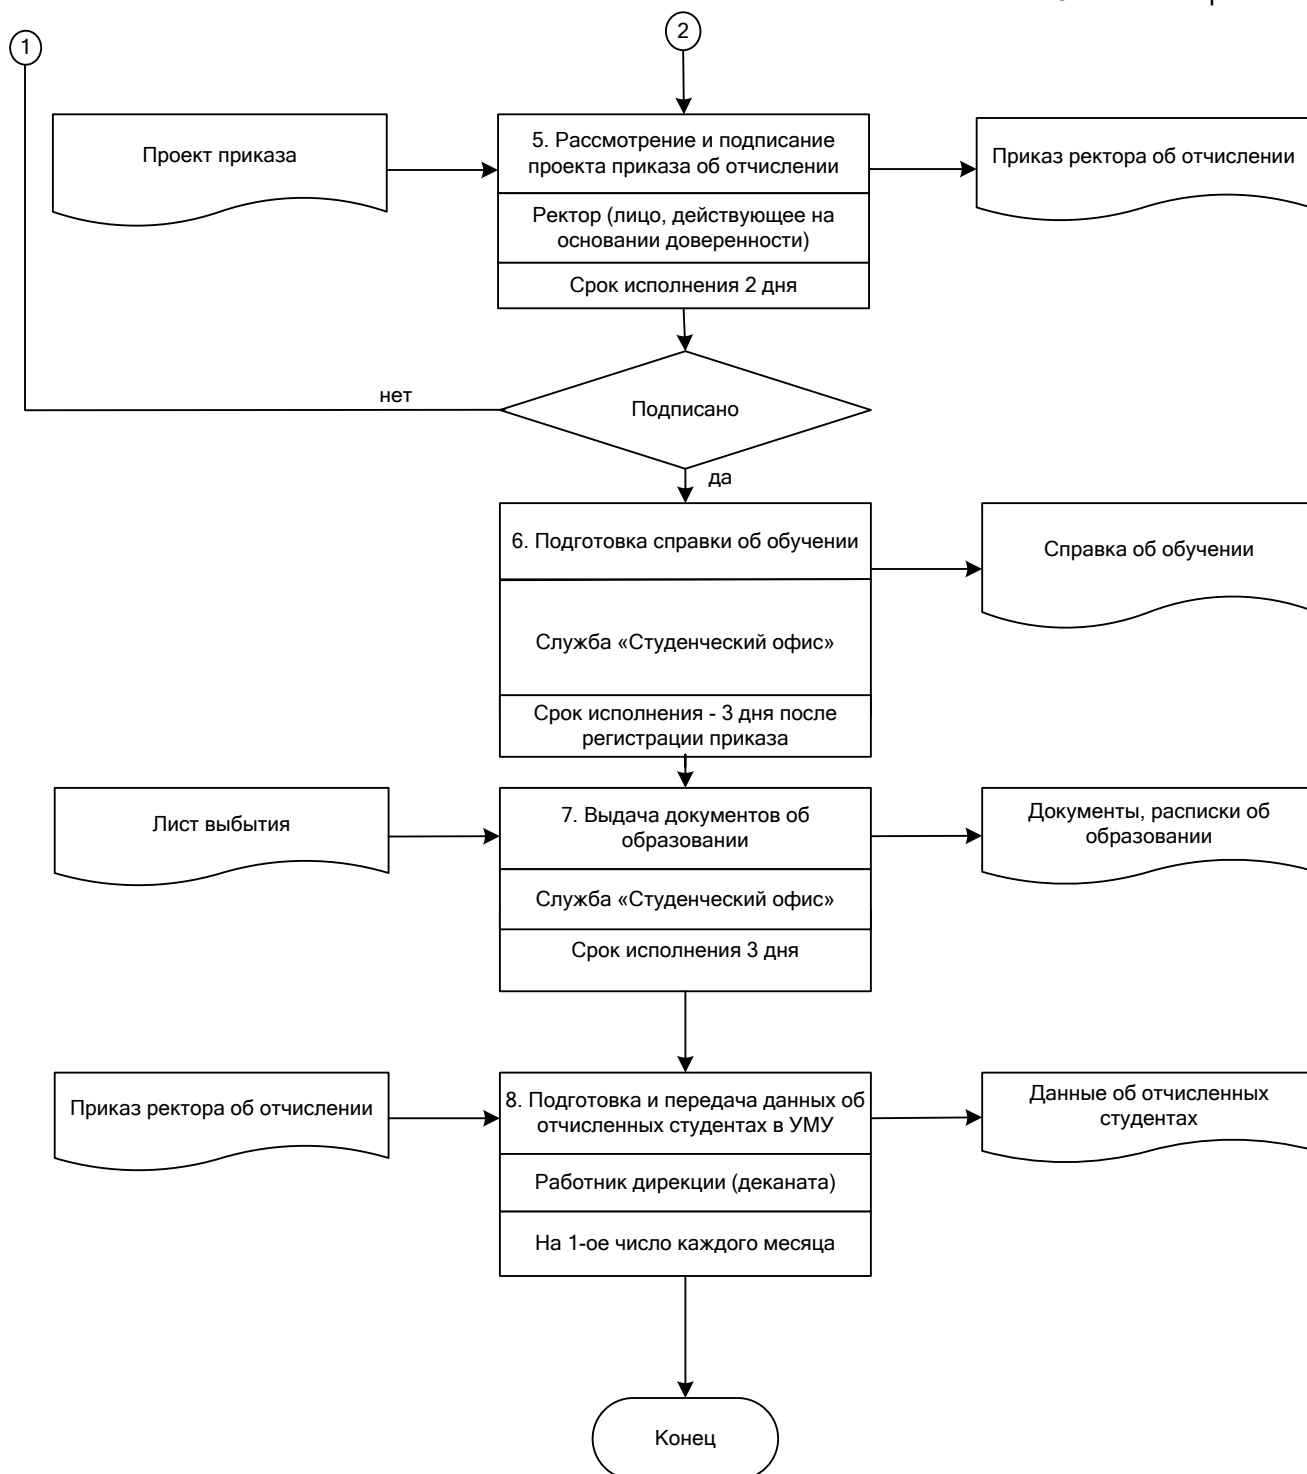 1
2
Проект приказа
5. Рассмотрение и подписание
проекта приказа об отчислении
Приказ ректора об отчислении
Ректор (лицо, действующее на
основании доверенности)
Срок исполнения 2 дня
нет
Подписано
да
6. Подготовка справки об обучении
Справка об обучении
Служба «Студенческий офис»
Срок исполнения - 3 дня после
регистрации приказа
Лист выбытия
7. Выдача документов об
образовании
Документы, расписки об
образовании
Служба «Студенческий офис»
Срок исполнения 3 дня
Приказ ректора об отчислении
8. Подготовка и передача данных об
отчисленных студентах в УМУ
Данные об отчисленных
студентах
Работник дирекции (деканата)
На 1-ое число каждого месяца
Конец